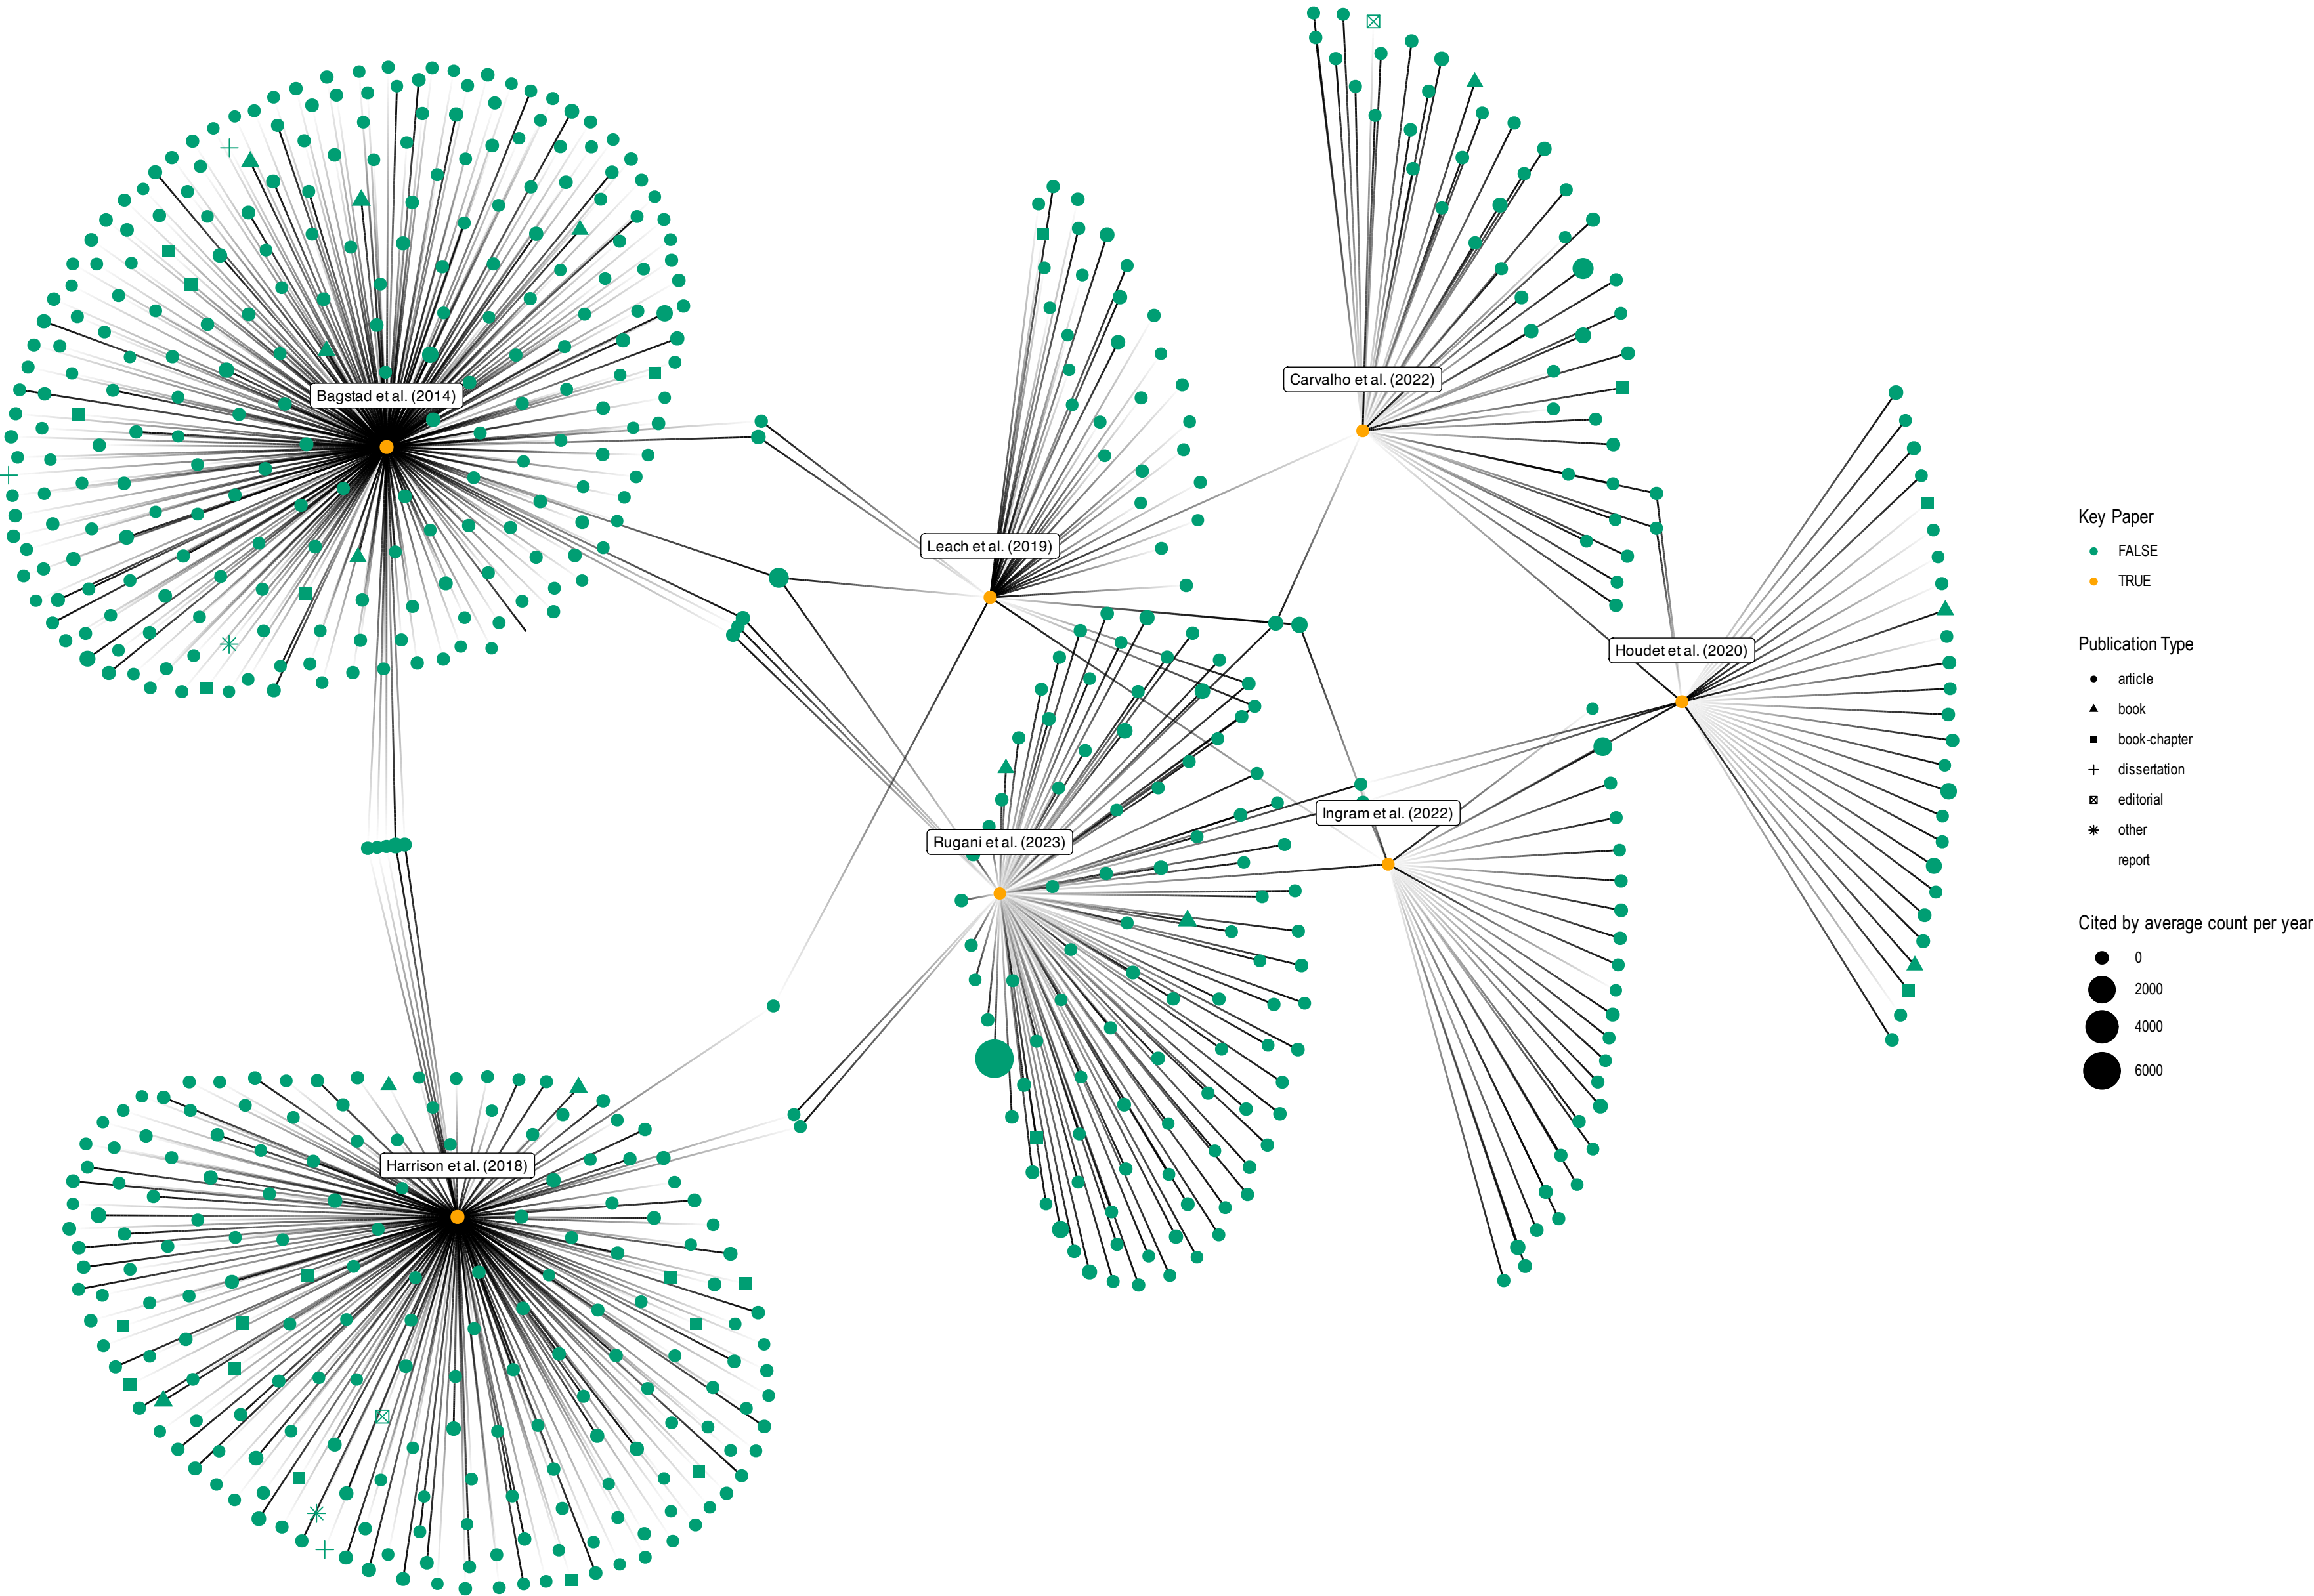 Carvalho et al. (2022)
Bagstad et al. (2014)
Leach et al. (2019)
Houdet et al. (2020)
Ingram et al. (2022)
Rugani et al. (2023)
Harrison et al. (2018)
Key Paper
FALSE
TRUE
Publication Type
article
book
book-chapter
dissertation
editorial
other
report
Cited by average count per year
0
2000
4000
6000